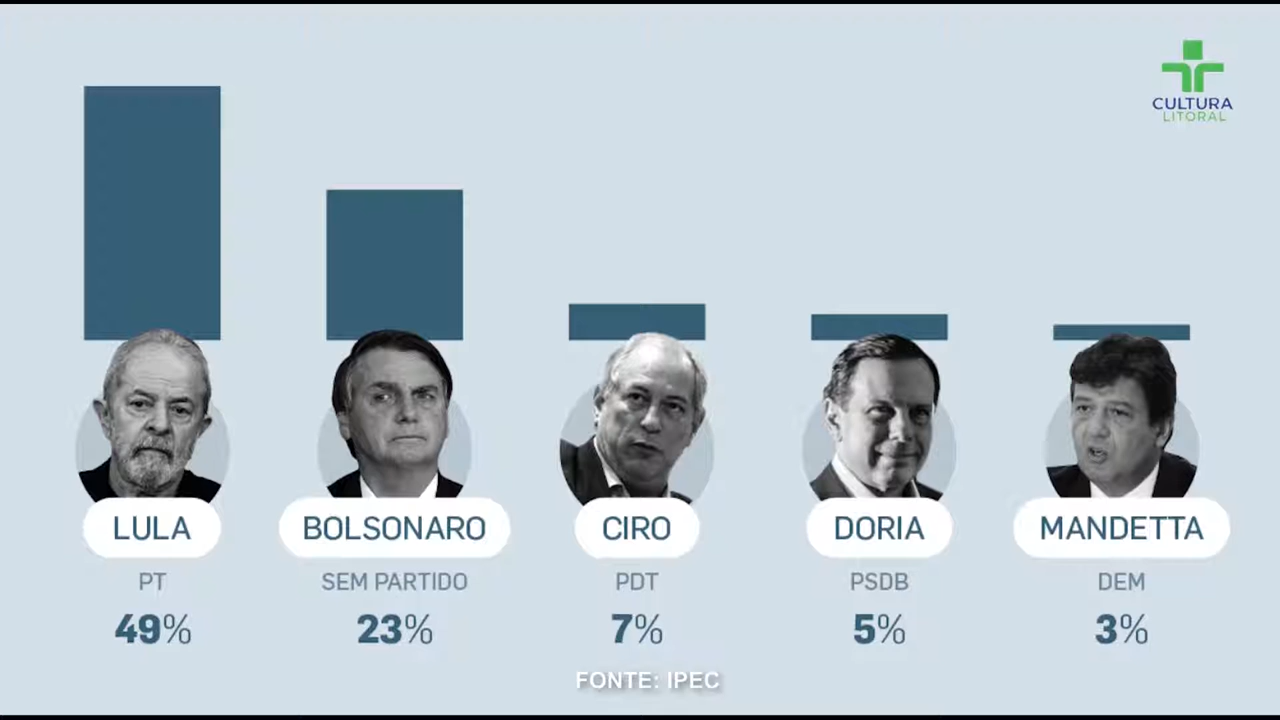 CULTURA
LITORAL
LULA
BOLSONARO
CIRO
DORIA
MANDETTA
PT
SEM PARTIDO
PDT
PSDB
DEM
49%
23%
7%
5%
3%
FONTE: IPEC